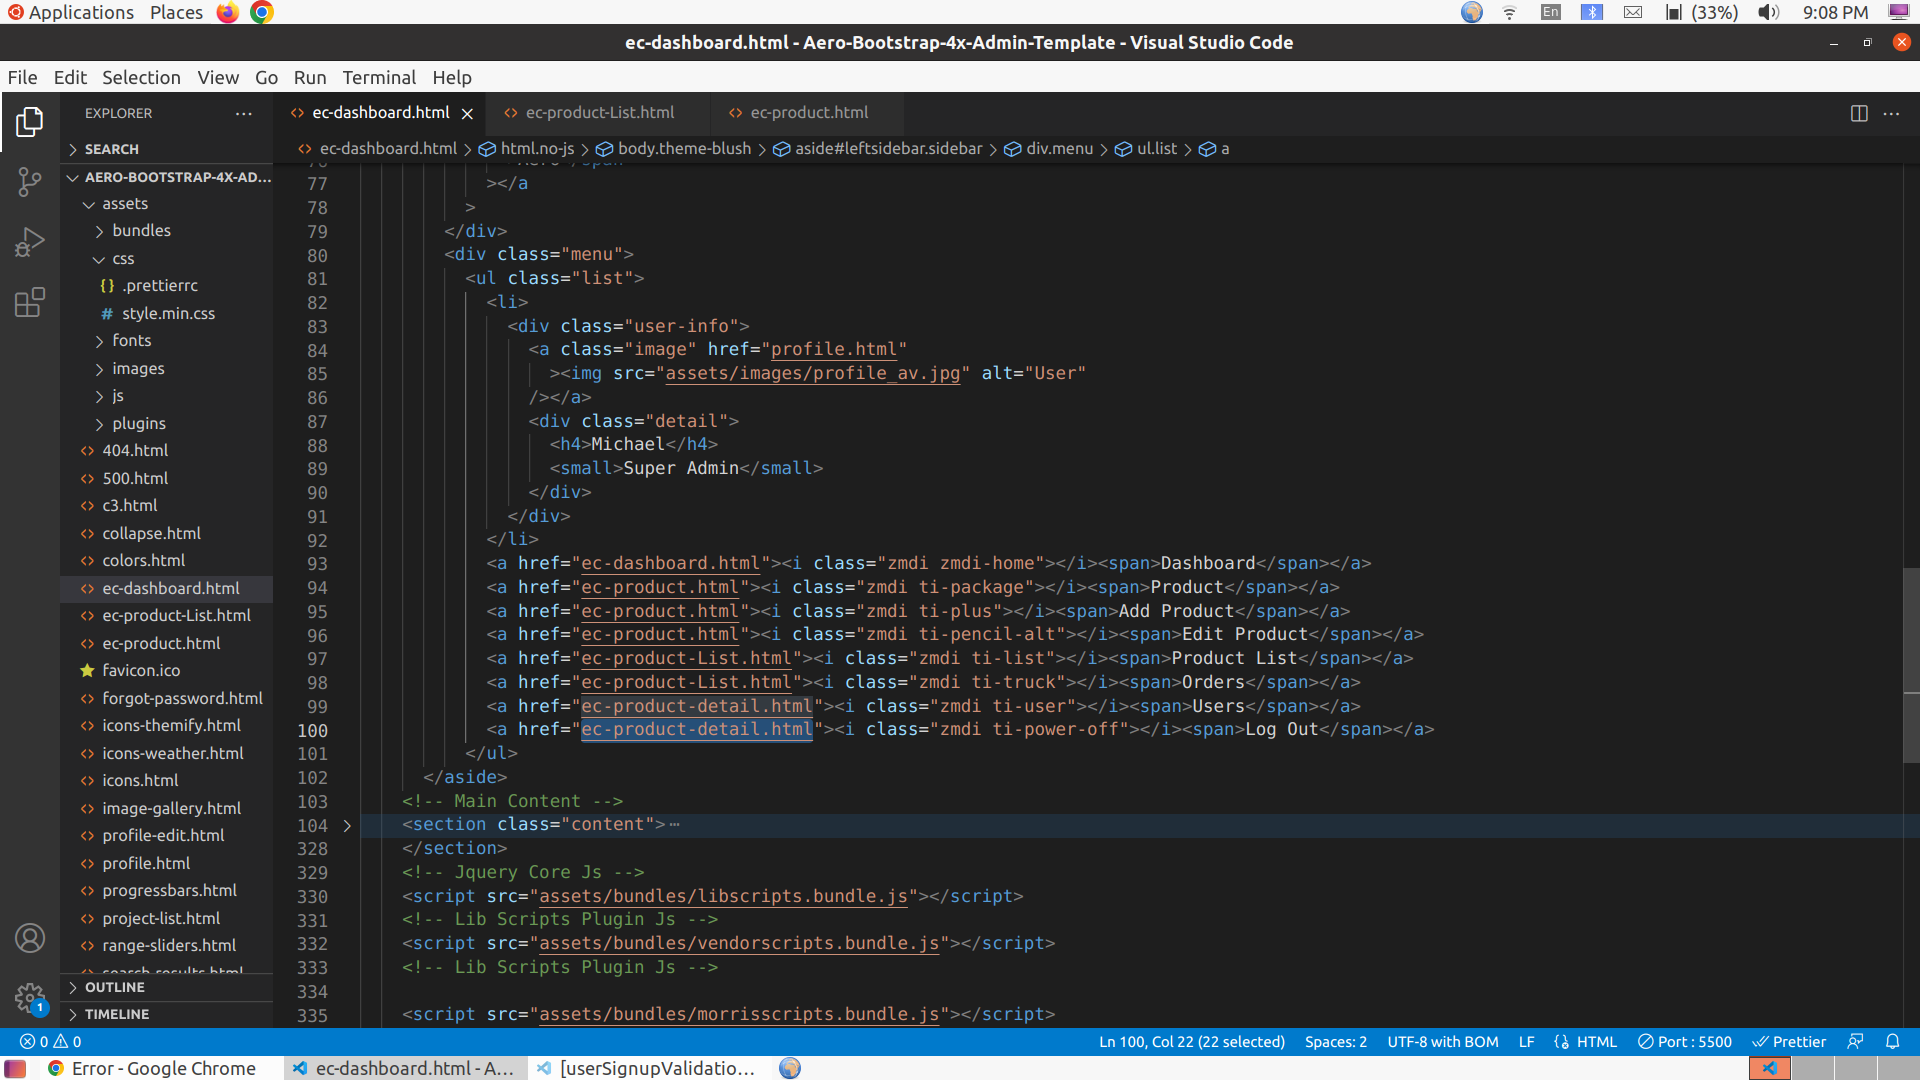 Applications Places En (33%) 9:08 PM
ec-dashboard.html - Aero-Bootstrap-4x-Admin-Template - Visual Studio Code
File Edit Selection View Go Run Terminal Help
EXPLORER
SEARCH
AERO-BOOTSTRAP-4X-AD...
assets
bundles
css
{} .prettierrc
# style.min.css
fonts
images
js
plugins
404.html
500.html
c3.html
collapse.html
colors.html
ec-dashboard.html
ec-product-List.html
ec-product.html
favicon.ico
forgot-password.html
icons-themify.html
icons-weather.html
icons.html
image-gallery.html
profile-edit.html
profile.html
progressbars.html
project-list.html
range-sliders.html
search-results.html
OUTLINE
TIMELINE
1
ec-dashboard.html ec-product-List.html ec-product.html
ec-dashboard.html > html.no-js > body.theme-blush > aside#leftsidebar.sidebar > div.menu > ul.list > a
77 ></a
78 >
79 </div>
80 <div class="menu">
81 <ul class="list">
82 <li>
83 <div class="user-info">
84 <a class="image" href="profile.html"
85 ><img src="assets/images/profile_av.jpg" alt="User"
86 /></a>
87 <div class="detail">
88 <h4>Michael</h4>
89 <small>Super Admin</small>
90 </div>
91 </div>
92 </li>
93 <a href="ec-dashboard.html"><i class="zmdi zmdi-home"></i><span>Dashboard</span></a>
94 <a href="ec-product.html"><i class="zmdi ti-package"></i><span>Product</span></a>
95 <a href="ec-product.html"><i class="zmdi ti-plus"></i><span>Add Product</span></a>
96 <a href="ec-product.html"><i class="zmdi ti-pencil-alt"></i><span>Edit Product</span></a>
97 <a href="ec-product-List.html"><i class="zmdi ti-list"></i><span>Product List</span></a>
98 <a href="ec-product-List.html"><i class="zmdi ti-truck"></i><span>Orders</span></a>
99 <a href="ec-product-detail.html"><i class="zmdi ti-user"></i><span>Users</span></a>
100 <a href="ec-product-detail.html"><i class="zmdi ti-power-off"></i><span>Log Out</span></a>
101 </ul>
102 </aside>
103 <!-- Main Content -->
104 <section class="content">⋯
328 </section>
329 <!-- Jquery Core Js -->
330 <script src="assets/bundles/libscripts.bundle.js"></script>
331 <!-- Lib Scripts Plugin Js -->
332 <script src="assets/bundles/vendorscripts.bundle.js"></script>
333 <!-- Lib Scripts Plugin Js -->
334
335 <script src="assets/bundles/morrisscripts.bundle.js"></script>
0 0 Ln 100, Col 22 (22 selected) Spaces: 2 UTF-8 with BOM LF HTML Port : 5500 Prettier
Error - Google Chrome ec-dashboard.html - A... [userSignupValidatio...